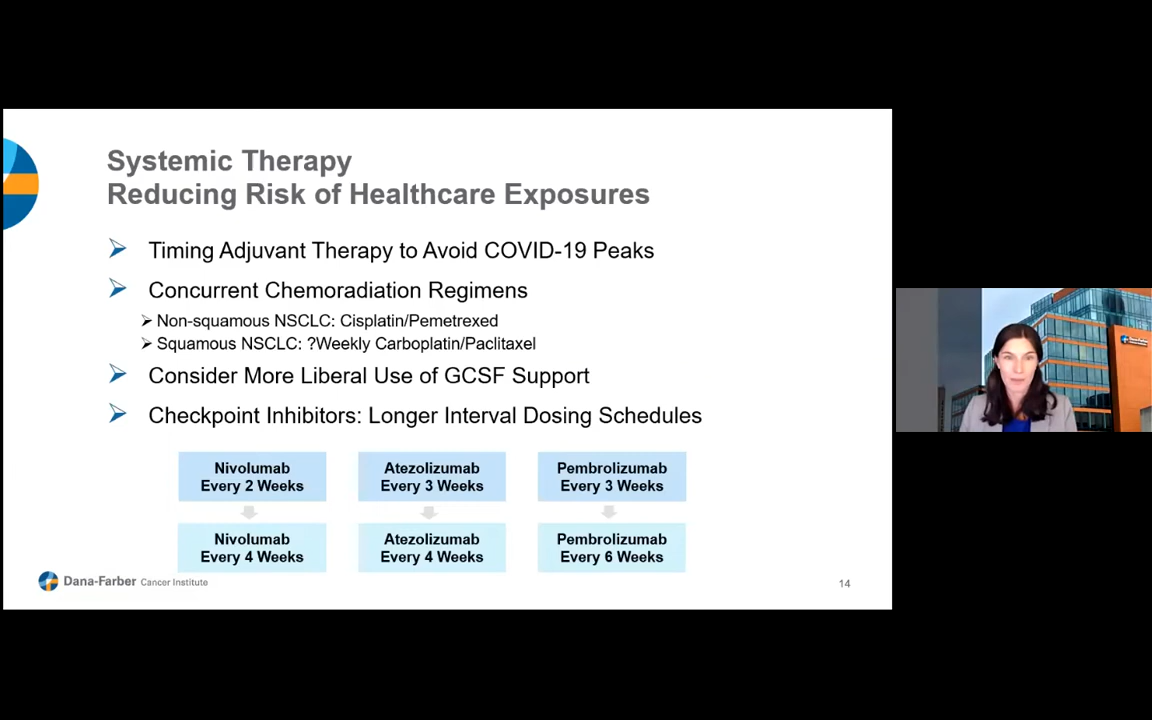 Systemic Therapy
Reducing Risk of Healthcare Exposures
Timing Adjuvant Therapy to Avoid COVID-19 Peaks
Concurrent Chemoradiation Regimens
Non-squamous NSCLC: Cisplatin/Pemetrexed
Squamous NSCLC: ?Weekly Carboplatin/Paclitaxel
Consider More Liberal Use of GCSF Support
Checkpoint Inhibitors: Longer Interval Dosing Schedules
Nivolumab
Every 2 Weeks
Atezolizumab
Every 3 Weeks
Pembrolizumab
Every 3 Weeks
Nivolumab
Every 4 Weeks
Atezolizumab
Every 4 Weeks
Pembrolizumab
Every 6 Weeks
Dana-Farber Cancer Institute
14